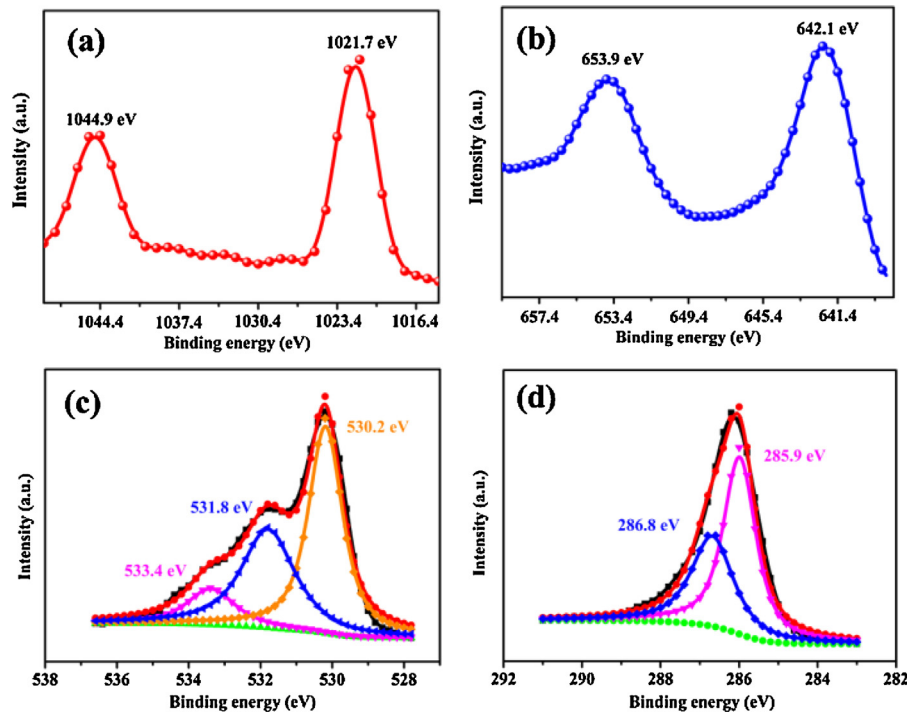 (a)
1021.7 eV
1044.9 eV
Intensity (a.u.)
1044.4 1037.4 1030.4 1023.4 1016.4
Binding energy (eV)
(b)
653.9 eV
642.1 eV
Intensity (a.u.)
657.4 653.4 649.4 645.4 641.4
Binding energy (eV)
(c)
530.2 eV
531.8 eV
533.4 eV
Intensity (a.u.)
538 536 534 532 530 528
Binding energy (eV)
(d)
285.9 eV
286.8 eV
Intensity (a.u.)
292 290 288 286 284 282
Binding energy (eV)